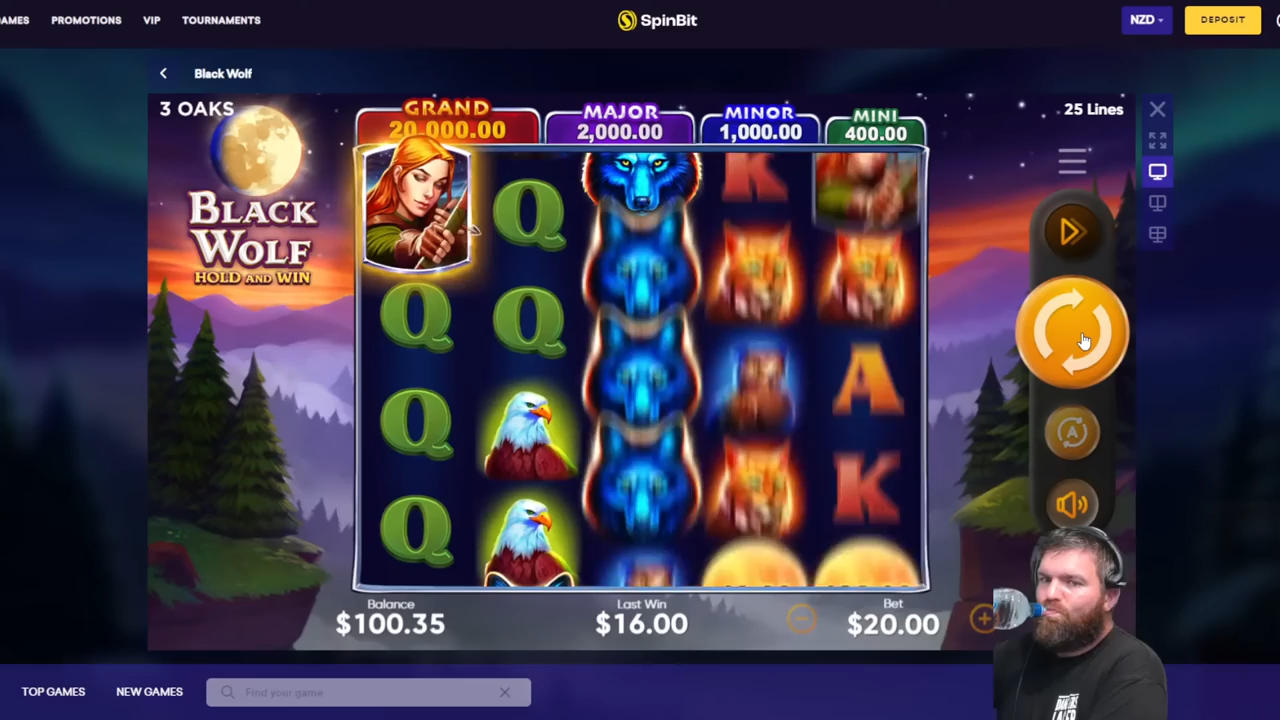 AMES PROMOTIONS VIP TOURNAMENTS SpinBit NZD DEPOSIT
Black Wolf
3 OAKS
GRAND
20,000.00
MAJOR
2,000.00
MINOR
1,000.00
MINI
400.00
25 Lines
BLACK
WOLF
HOLD AND WIN
K
Q
Q Q
Q A
Q K
A
Balance
$100.35
Last Win
$16.00
Bet
$20.00
TOP GAMES NEW GAMES Find your game